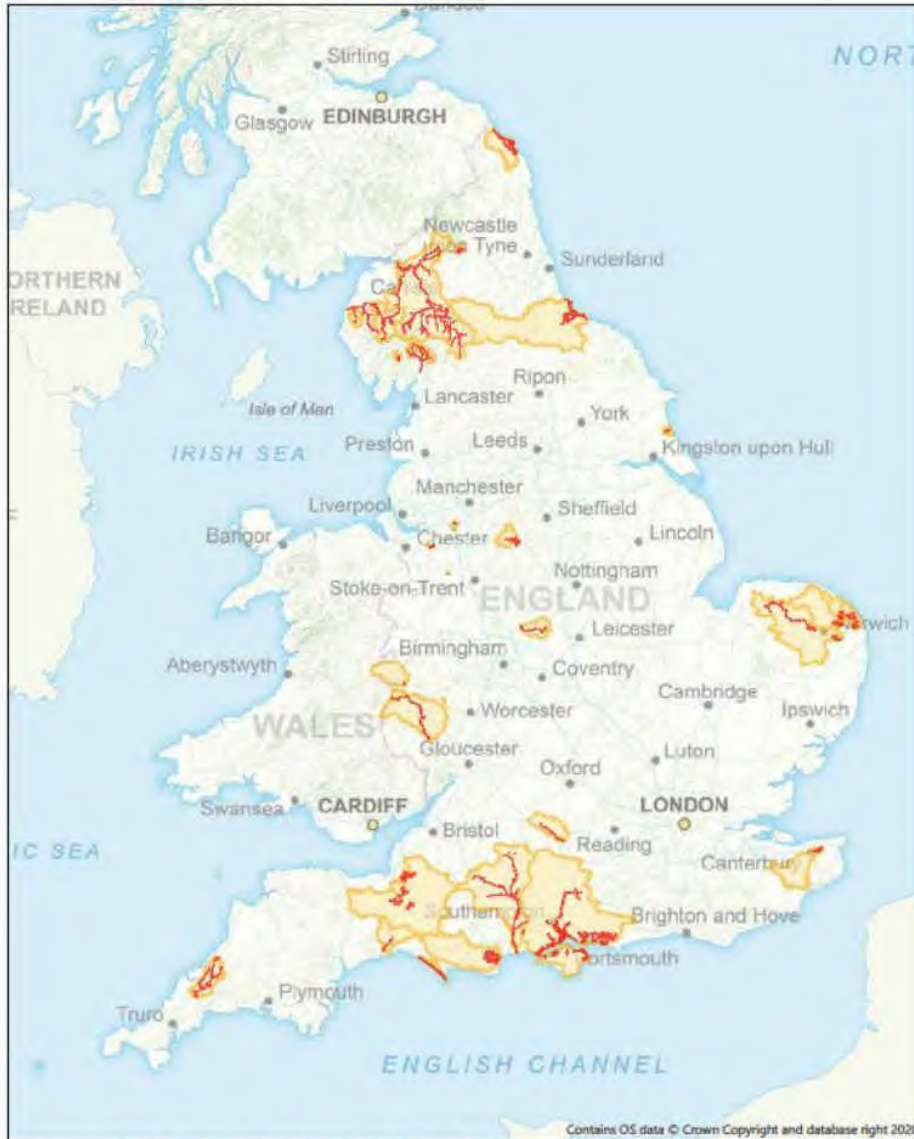 Stirling
NORT
EDINBURGH
Glasgow
Newcastle
Tyne
Sunderland
ORTHERN
RELAND
Ripon
Isle of Man
Lancaster
York
IRISH SEA
Preston
Leeds
Kingston upon Hull
Manchester
Liverpool
Sheffield
Bangor
Chester
Lincoln
Stoke-on-Trent
Nottingham
ENGLAND
Leicester
Birmingham
Aberystwyth
Coventry
Cambridge
WALES
Worcester
Ipswich
Gloucester
Luton
Oxford
Swansea
CARDIFF
LONDON
Bristol
Reading
IC SEA
Canterbury
Southampton
Brighton and Hove
ortsmouth
Plymouth
Truro
ENGLISH CHANNEL
Contains OS data © Crown Copyright and database right